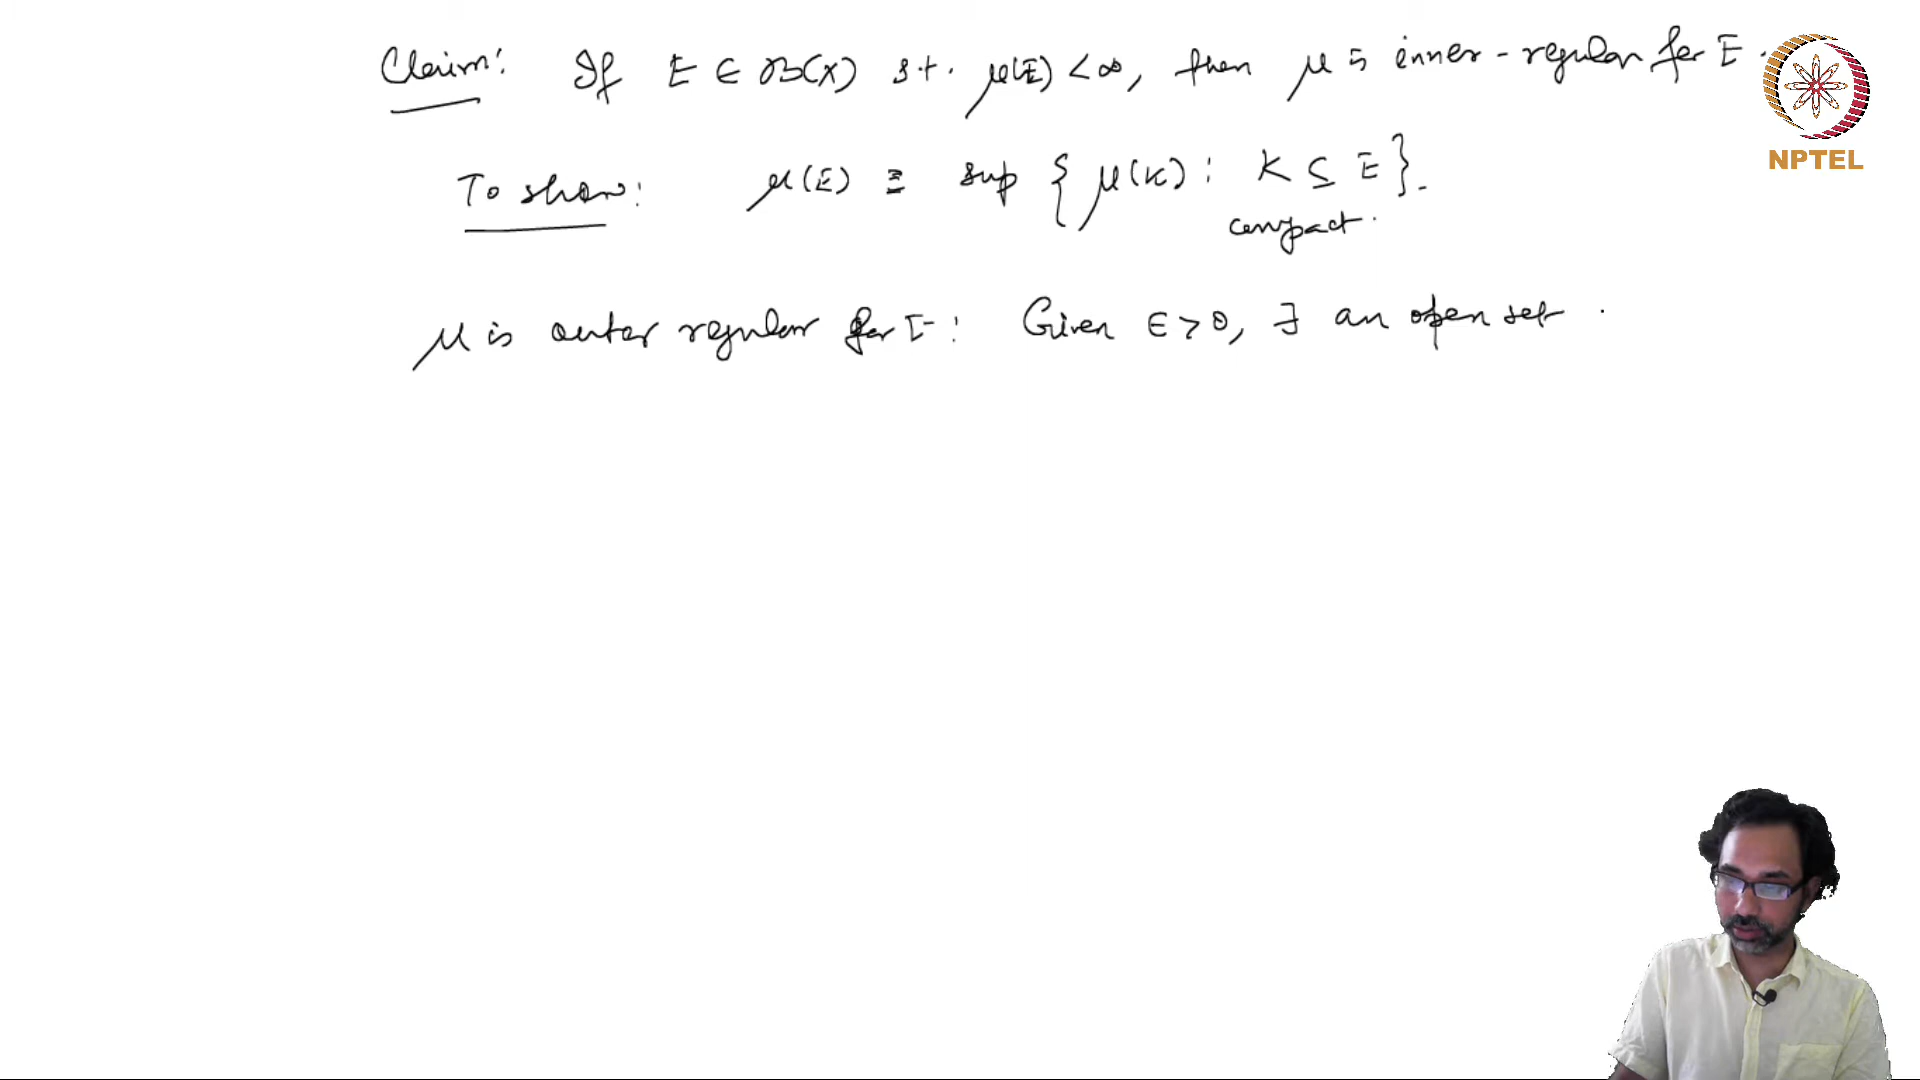 Claim: If E ∈ B(X) s.t. μ(E) < ∞, then μ is inner-regular for E.
NPTEL
To show: μ(E) = sup { μ(K) : K ⊆ E }.
compact.
μ is outer regular for E: Given ε > 0, ∃ an open set .